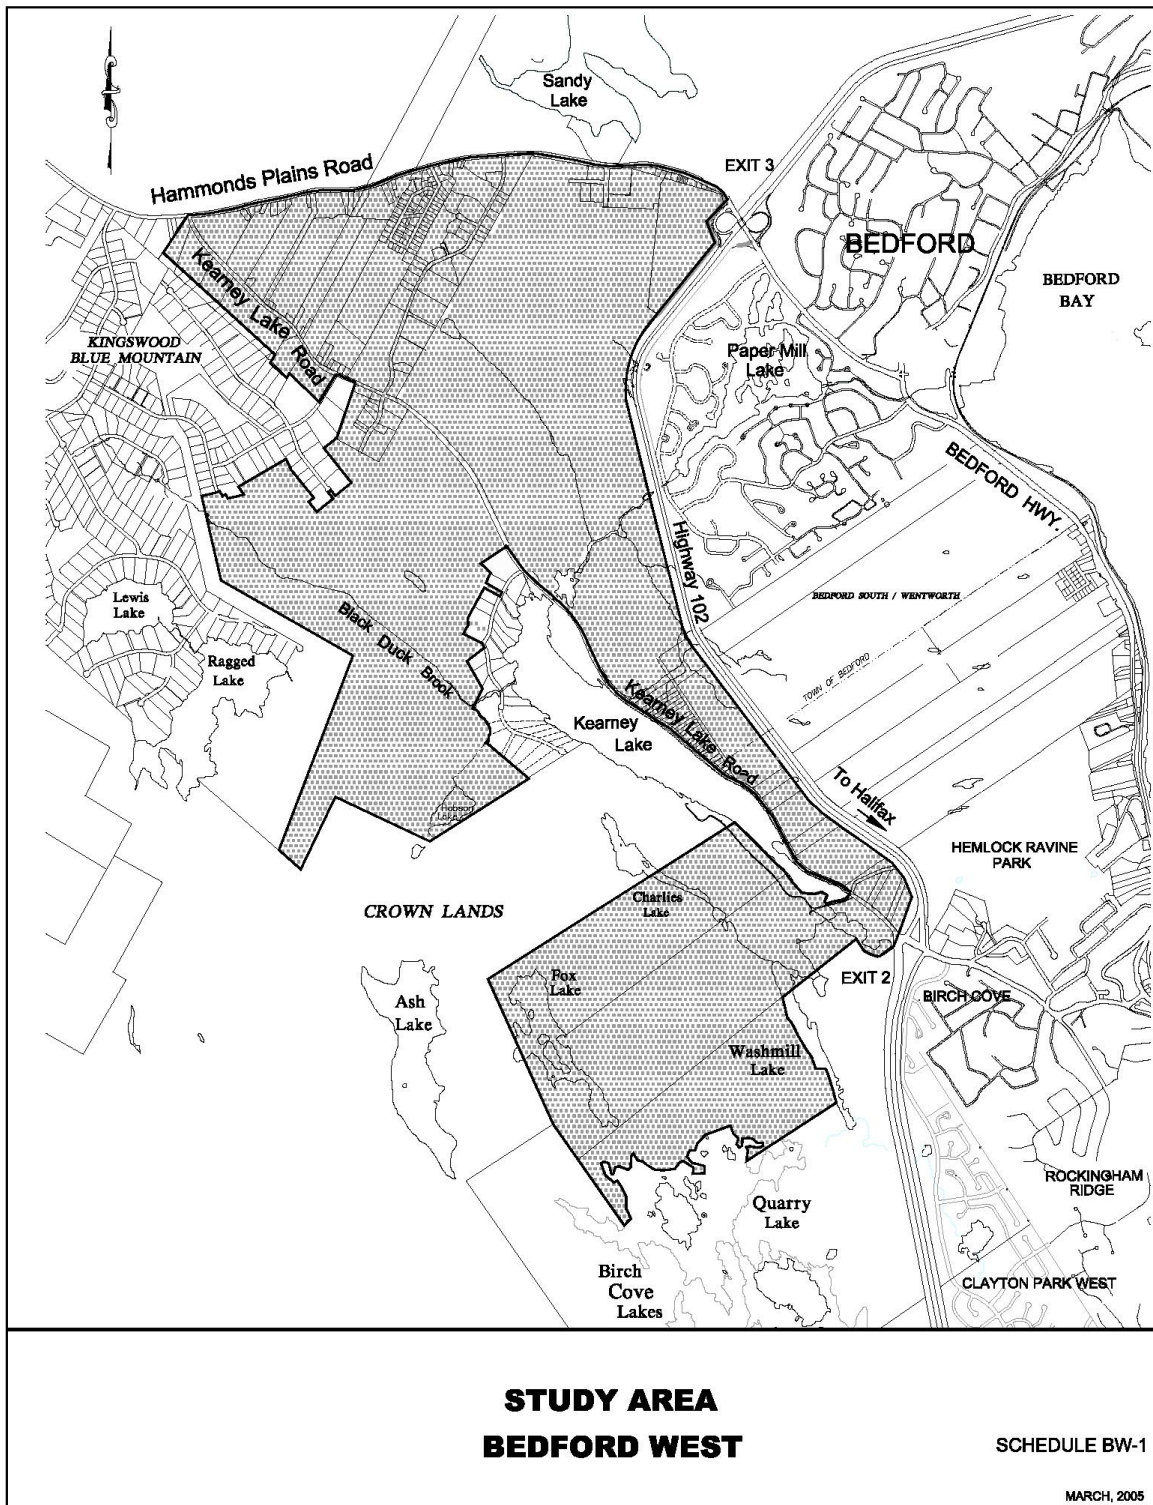 Sandy
Lake
EXIT 3
Hammonds Plains Road
BEDFORD
BEDFORD
BAY
Kearney Lake Road
KINGSWOOD
BLUE MOUNTAIN
Paper Mill
Lake
BEDFORD HWY.
Highway 102
BEDFORD SOUTH / WENTWORTH
Lewis
Lake
Black Duck Brook
Ragged
Lake
TOWN OF BEDFORD
Kearney Lake Road
Kearney
Lake
To Halifax
Hobson
Lake
HEMLOCK RAVINE
PARK
Charlies
Lake
CROWN LANDS
EXIT 2
Fox
Lake
Ash
Lake
BIRCH COVE
Washmill
Lake
ROCKINGHAM
RIDGE
Quarry
Lake
Birch
Cove
Lakes
CLAYTON PARK WEST
STUDY AREA
BEDFORD WEST
SCHEDULE BW-1
MARCH, 2005